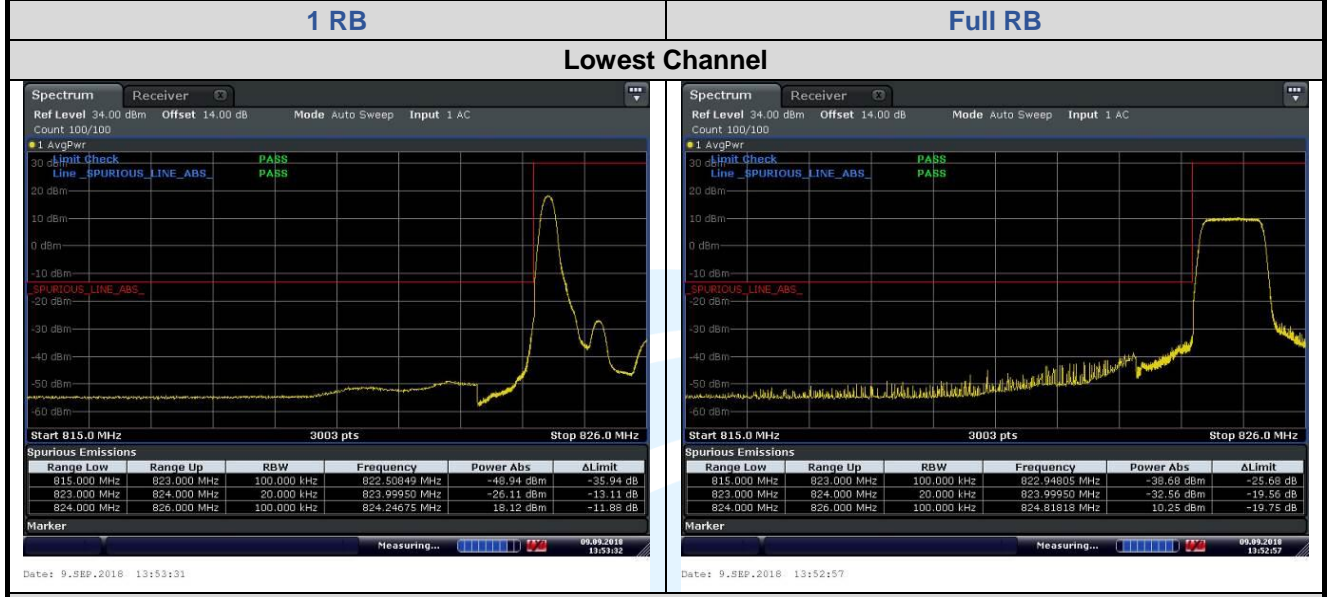 1 RB
Full RB
Lowest Channel
Spectrum Receiver
Ref Level 34.00 dBm Offset 14.00 dB Mode Auto Sweep Input 1 AC
Count 100/100
1 AvgPwr
30 dBm Limit Check PASS
Line _SPURIOUS_LINE_ABS_ PASS
20 dBm
10 dBm
0 dBm
-10 dBm
_SPURIOUS_LINE_ABS_
-20 dBm
-30 dBm
-40 dBm
-50 dBm
-60 dBm
Start 815.0 MHz 3003 pts Stop 826.0 MHz
Spurious Emissions
Range Low Range Up RBW Frequency Power Abs ΔLimit
815.000 MHz 823.000 MHz 100.000 kHz 822.50849 MHz -48.94 dBm -35.94 dB
823.000 MHz 824.000 MHz 20.000 kHz 823.99950 MHz -26.11 dBm -13.11 dB
824.000 MHz 826.000 MHz 100.000 kHz 824.24675 MHz 18.12 dBm -11.88 dB
Marker
Measuring... 09.09.2018
13:53:32
Date: 9.SEP.2018 13:53:31
Spectrum Receiver
Ref Level 34.00 dBm Offset 14.00 dB Mode Auto Sweep Input 1 AC
Count 100/100
1 AvgPwr
30 dBm Limit Check PASS
Line _SPURIOUS_LINE_ABS_ PASS
20 dBm
10 dBm
0 dBm
-10 dBm
_SPURIOUS_LINE_ABS_
-20 dBm
-30 dBm
-40 dBm
-50 dBm
-60 dBm
Start 815.0 MHz 3003 pts Stop 826.0 MHz
Spurious Emissions
Range Low Range Up RBW Frequency Power Abs ΔLimit
815.000 MHz 823.000 MHz 100.000 kHz 822.94805 MHz -38.68 dBm -25.68 dB
823.000 MHz 824.000 MHz 20.000 kHz 823.99950 MHz -32.56 dBm -19.56 dB
824.000 MHz 826.000 MHz 100.000 kHz 824.81818 MHz 10.25 dBm -19.75 dB
Marker
Measuring... 09.09.2018
13:52:57
Date: 9.SEP.2018 13:52:57